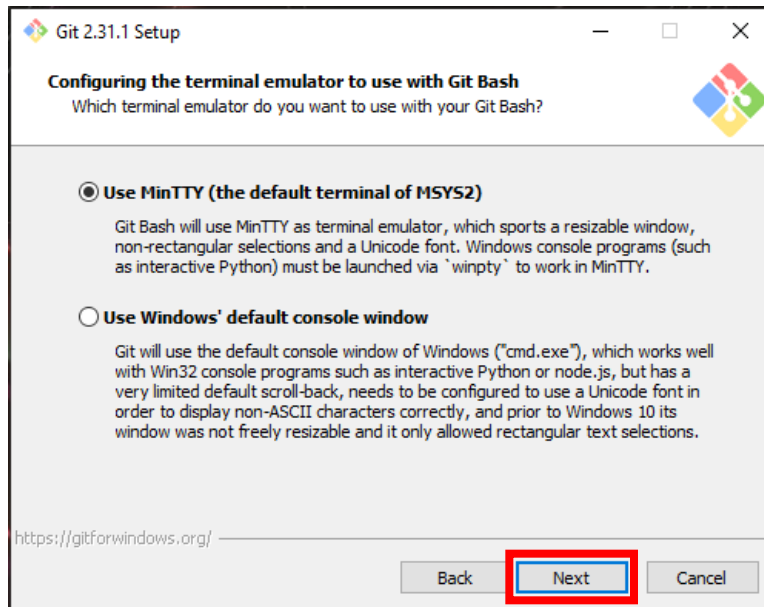 Git 2.31.1 Setup
Configuring the terminal emulator to use with Git Bash
Which terminal emulator do you want to use with your Git Bash?
Use MinTTY (the default terminal of MSYS2)
Git Bash will use MinTTY as terminal emulator, which sports a resizable window,
non-rectangular selections and a Unicode font. Windows console programs (such
as interactive Python) must be launched via `winpty` to work in MinTTY.
Use Windows' default console window
Git will use the default console window of Windows ("cmd.exe"), which works well
with Win32 console programs such as interactive Python or node.js, but has a
very limited default scroll-back, needs to be configured to use a Unicode font in
order to display non-ASCII characters correctly, and prior to Windows 10 its
window was not freely resizable and it only allowed rectangular text selections.
https://gitforwindows.org/
Back Next Cancel